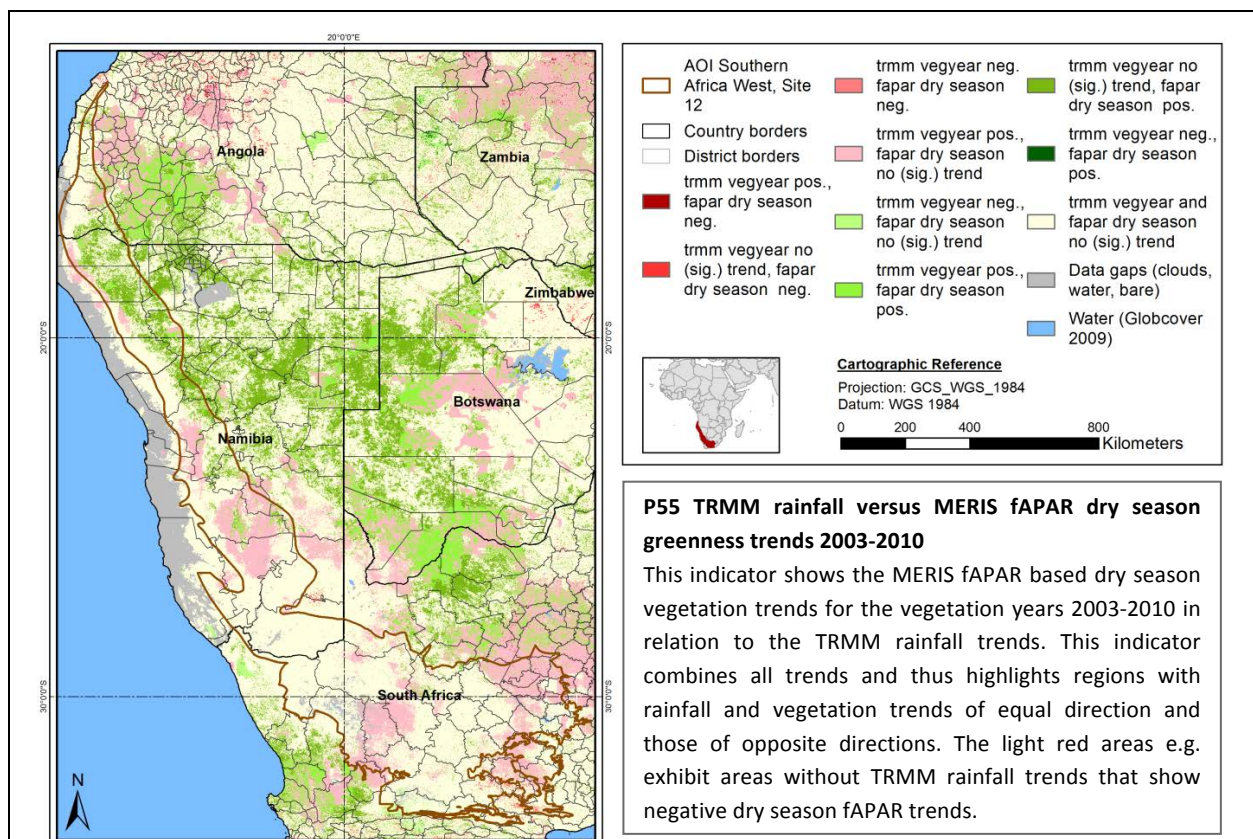 20°0'0"E
Angola
Zambia
Zimbabwe
20°0'0"S
20°0'0"S
Botswana
Namibia
South Africa
30°0'0"S
30°0'0"S
N
AOI Southern
Africa West, Site
12
Country borders
District borders
trmm vegyear pos.,
fapar dry season
neg.
trmm vegyear no
(sig.) trend, fapar
dry season neg.
trmm vegyear neg.
fapar dry season
neg.
trmm vegyear pos.,
fapar dry season
no (sig.) trend
trmm vegyear neg.,
fapar dry season
no (sig.) trend
trmm vegyear pos.,
fapar dry season
pos.
trmm vegyear no
(sig.) trend, fapar
dry season pos.
trmm vegyear neg.,
fapar dry season
pos.
trmm vegyear and
fapar dry season
no (sig.) trend
Data gaps (clouds,
water, bare)
Water (Globcover
2009)
Cartographic Reference
Projection: GCS_WGS_1984
Datum: WGS 1984
0 200 400 800
Kilometers
P55 TRMM rainfall versus MERIS fAPAR dry season
greenness trends 2003-2010
This indicator shows the MERIS fAPAR based dry season
vegetation trends for the vegetation years 2003-2010 in
relation to the TRMM rainfall trends. This indicator
combines all trends and thus highlights regions with
rainfall and vegetation trends of equal direction and
those of opposite directions. The light red areas e.g.
exhibit areas without TRMM rainfall trends that show
negative dry season fAPAR trends.